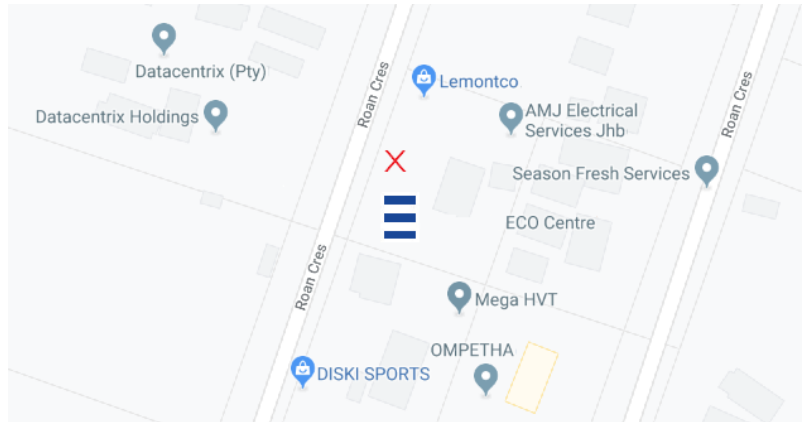 Datacentrix (Pty)
Datacentrix Holdings
Roan Cres
Lemontco
AMJ Electrical
Services Jhb
Roan Cres
Season Fresh Services
X
ECO Centre
Roan Cres
Mega HVT
OMPETHA
DISKI SPORTS